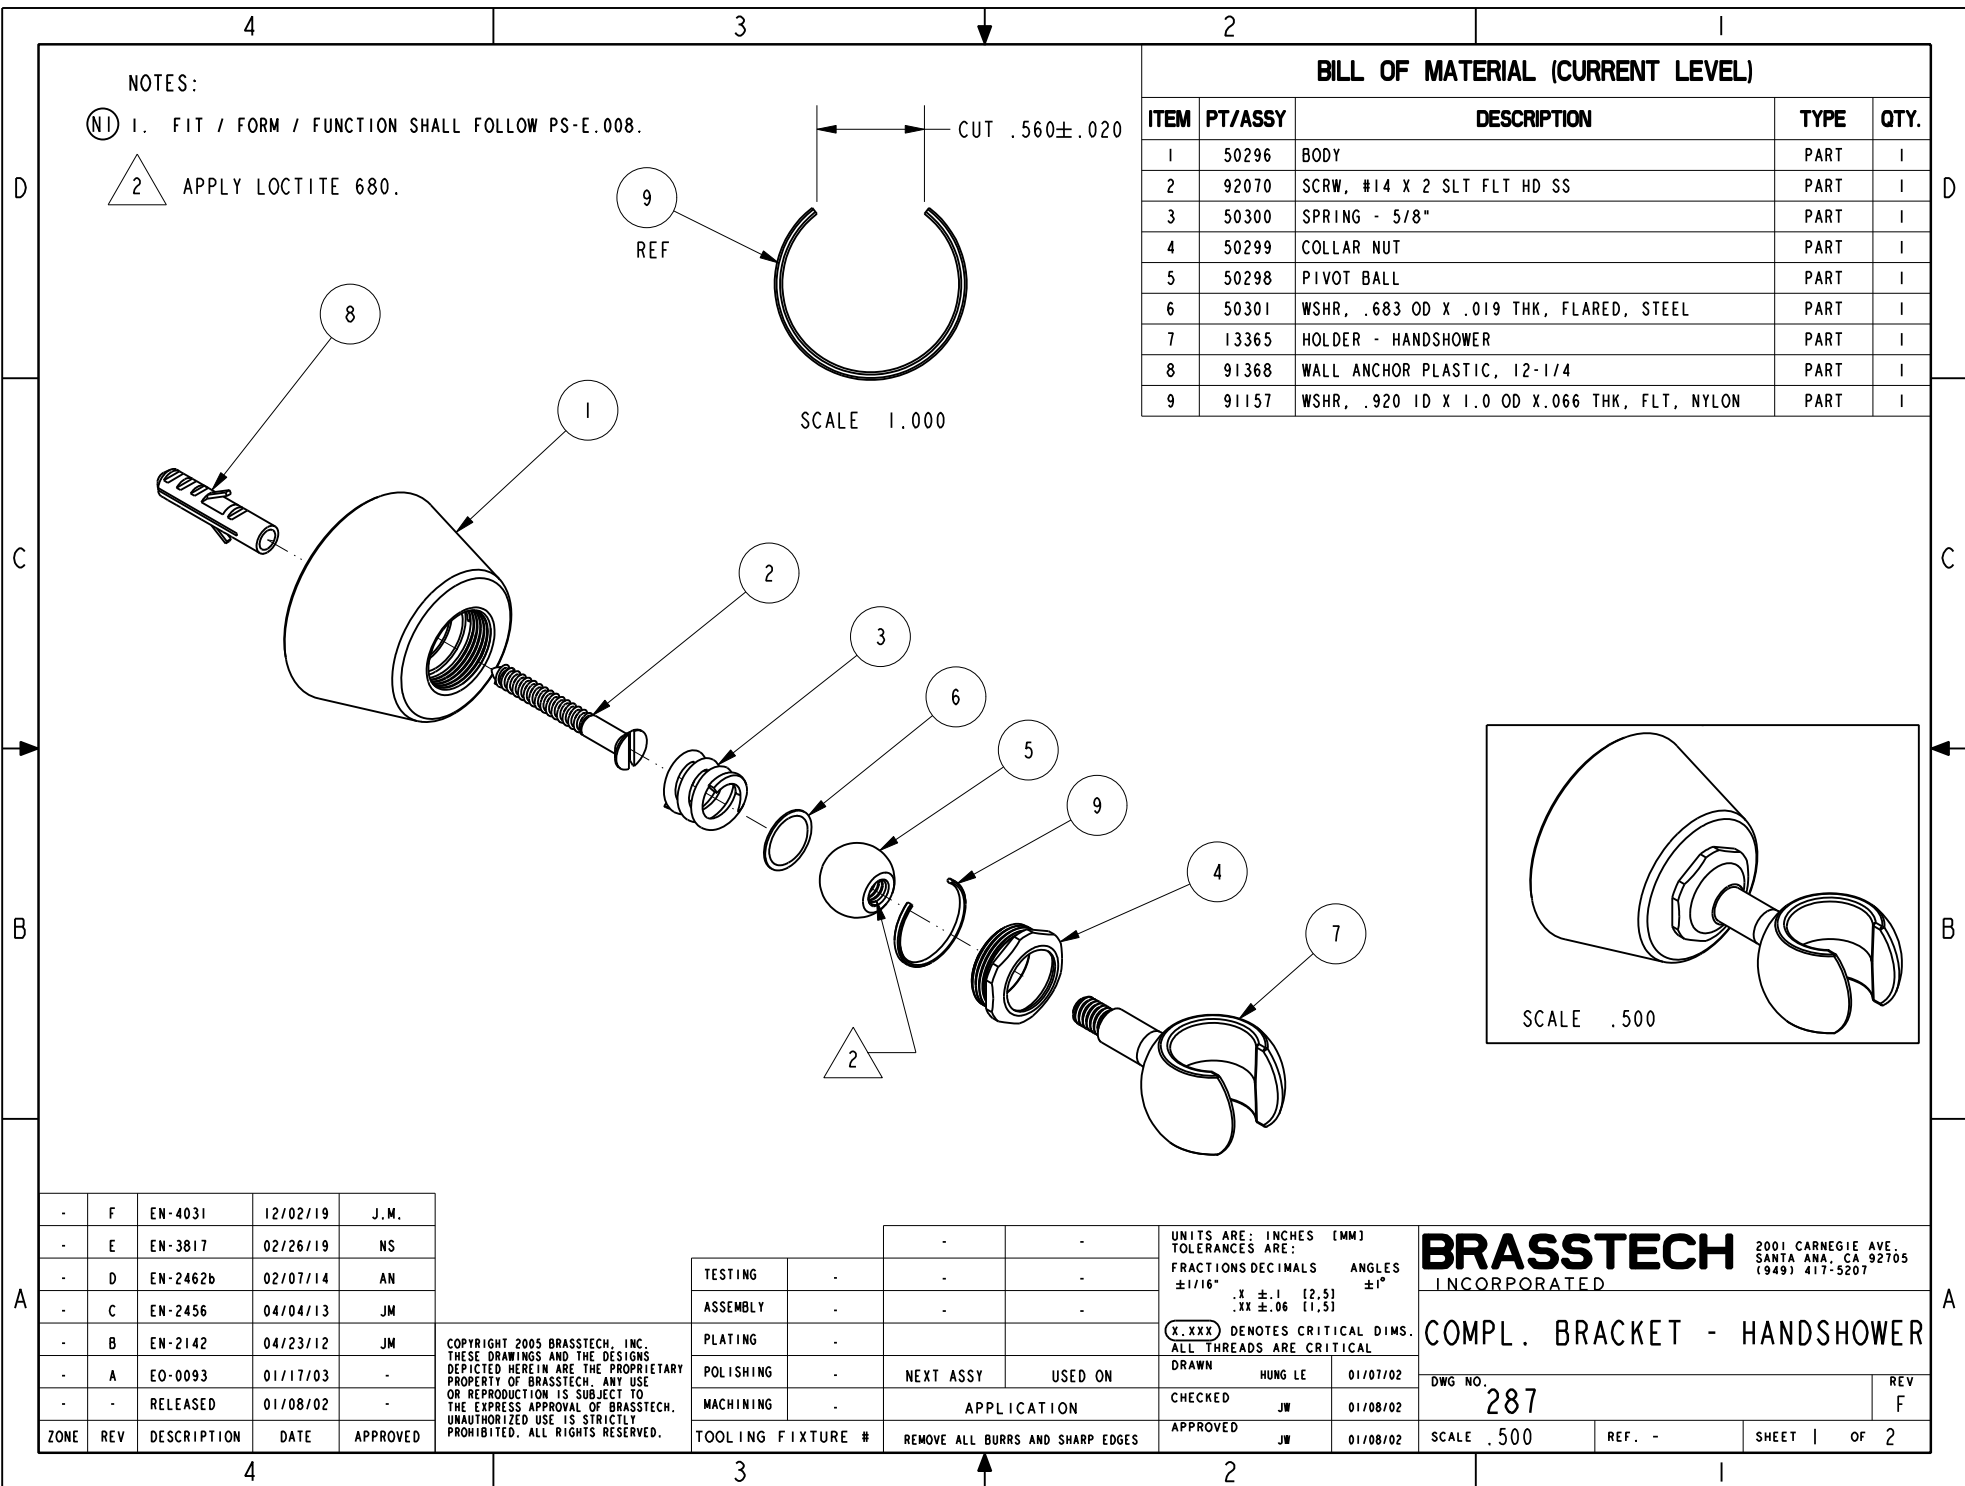 4 3 2 1
NOTES:
N1 1. FIT / FORM / FUNCTION SHALL FOLLOW PS-E.008.
2 APPLY LOCTITE 680.
CUT .560±.020
9
REF
SCALE 1.000
BILL OF MATERIAL (CURRENT LEVEL)
ITEM PT/ASSY DESCRIPTION TYPE QTY.
1 50296 BODY PART 1
2 92070 SCRW, #14 X 2 SLT FLT HD SS PART 1
3 50300 SPRING - 5/8" PART 1
4 50299 COLLAR NUT PART 1
5 50298 PIVOT BALL PART 1
6 50301 WSHR, .683 OD X .019 THK, FLARED, STEEL PART 1
7 13365 HOLDER - HANDSHOWER PART 1
8 91368 WALL ANCHOR PLASTIC, 12-1/4 PART 1
9 91157 WSHR, .920 ID X 1.0 OD X.066 THK, FLT, NYLON PART 1
D D
8
1
C C
2
3
6
5
9
4
7
2
B B
SCALE .500
A A
- F EN-4031 12/02/19 J.M.
- E EN-3817 02/26/19 NS
- D EN-2462b 02/07/14 AN
- C EN-2456 04/04/13 JM
- B EN-2142 04/23/12 JM
- A EO-0093 01/17/03 -
- - RELEASED 01/08/02 -
ZONE REV DESCRIPTION DATE APPROVED
COPYRIGHT 2005 BRASSTECH, INC.
THESE DRAWINGS AND THE DESIGNS
DEPICTED HEREIN ARE THE PROPRIETARY
PROPERTY OF BRASSTECH. ANY USE
OR REPRODUCTION IS SUBJECT TO
THE EXPRESS APPROVAL OF BRASSTECH.
UNAUTHORIZED USE IS STRICTLY
PROHIBITED. ALL RIGHTS RESERVED.
- -
TESTING - - -
ASSEMBLY - - -
PLATING -
POLISHING - NEXT ASSY USED ON
MACHINING - APPLICATION
TOOLING FIXTURE # REMOVE ALL BURRS AND SHARP EDGES
UNITS ARE: INCHES [MM]
TOLERANCES ARE:
FRACTIONS DECIMALS ANGLES
±1/16" ±1°
.X ±.1 [2,5]
.XX ±.06 [1,5]
X.XXX DENOTES CRITICAL DIMS.
ALL THREADS ARE CRITICAL
DRAWN HUNG LE 01/07/02
CHECKED JW 01/08/02
APPROVED JW 01/08/02
BRASSTECH
INCORPORATED
2001 CARNEGIE AVE.
SANTA ANA, CA 92705
(949) 417-5207
COMPL. BRACKET - HANDSHOWER
DWG NO. 287 REV F
SCALE .500 REF. - SHEET 1 OF 2
4 3 2 1